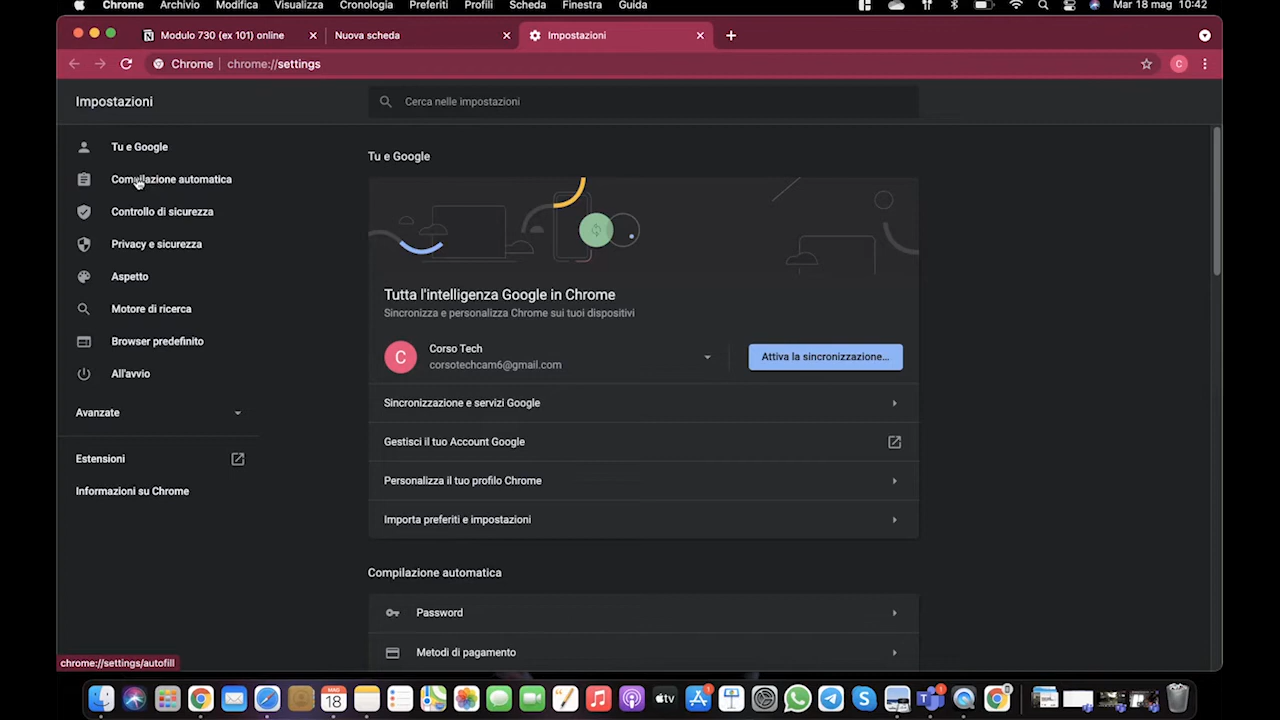 Chrome Archivio Modifica Visualizza Cronologia Preferiti Profili Scheda Finestra Guida Mar 18 mag 10:42
Modulo 730 (ex 101) online Nuova scheda Impostazioni
Chrome chrome://settings C
Impostazioni
Cerca nelle impostazioni
Tu e Google
Compilazione automatica
Controllo di sicurezza
Privacy e sicurezza
Aspetto
Motore di ricerca
Browser predefinito
All'avvio
Avanzate
Estensioni
Informazioni su Chrome
Tu e Google
Tutta l'intelligenza Google in Chrome
Sincronizza e personalizza Chrome sui tuoi dispositivi
C
Corso Tech
corsotechcam6@gmail.com
Attiva la sincronizzazione...
Sincronizzazione e servizi Google
Gestisci il tuo Account Google
Personalizza il tuo profilo Chrome
Importa preferiti e impostazioni
Compilazione automatica
Password
Metodi di pagamento
chrome://settings/autofill
18
tv